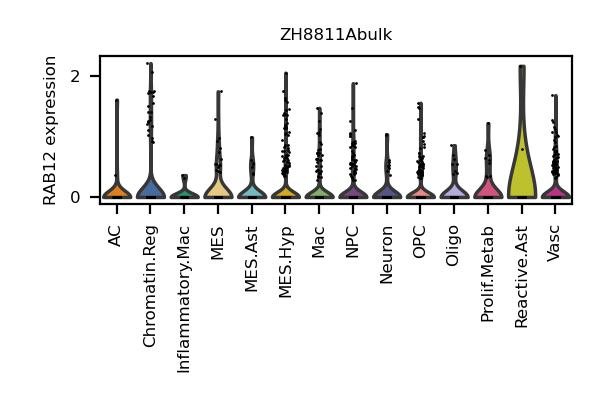 ZH8811Abulk
RAB12 expression
2
0
AC
Chromatin.Reg
Inflammatory.Mac
MES
MES.Ast
MES.Hyp
Mac
NPC
Neuron
OPC
Oligo
Prolif.Metab
Reactive.Ast
Vasc